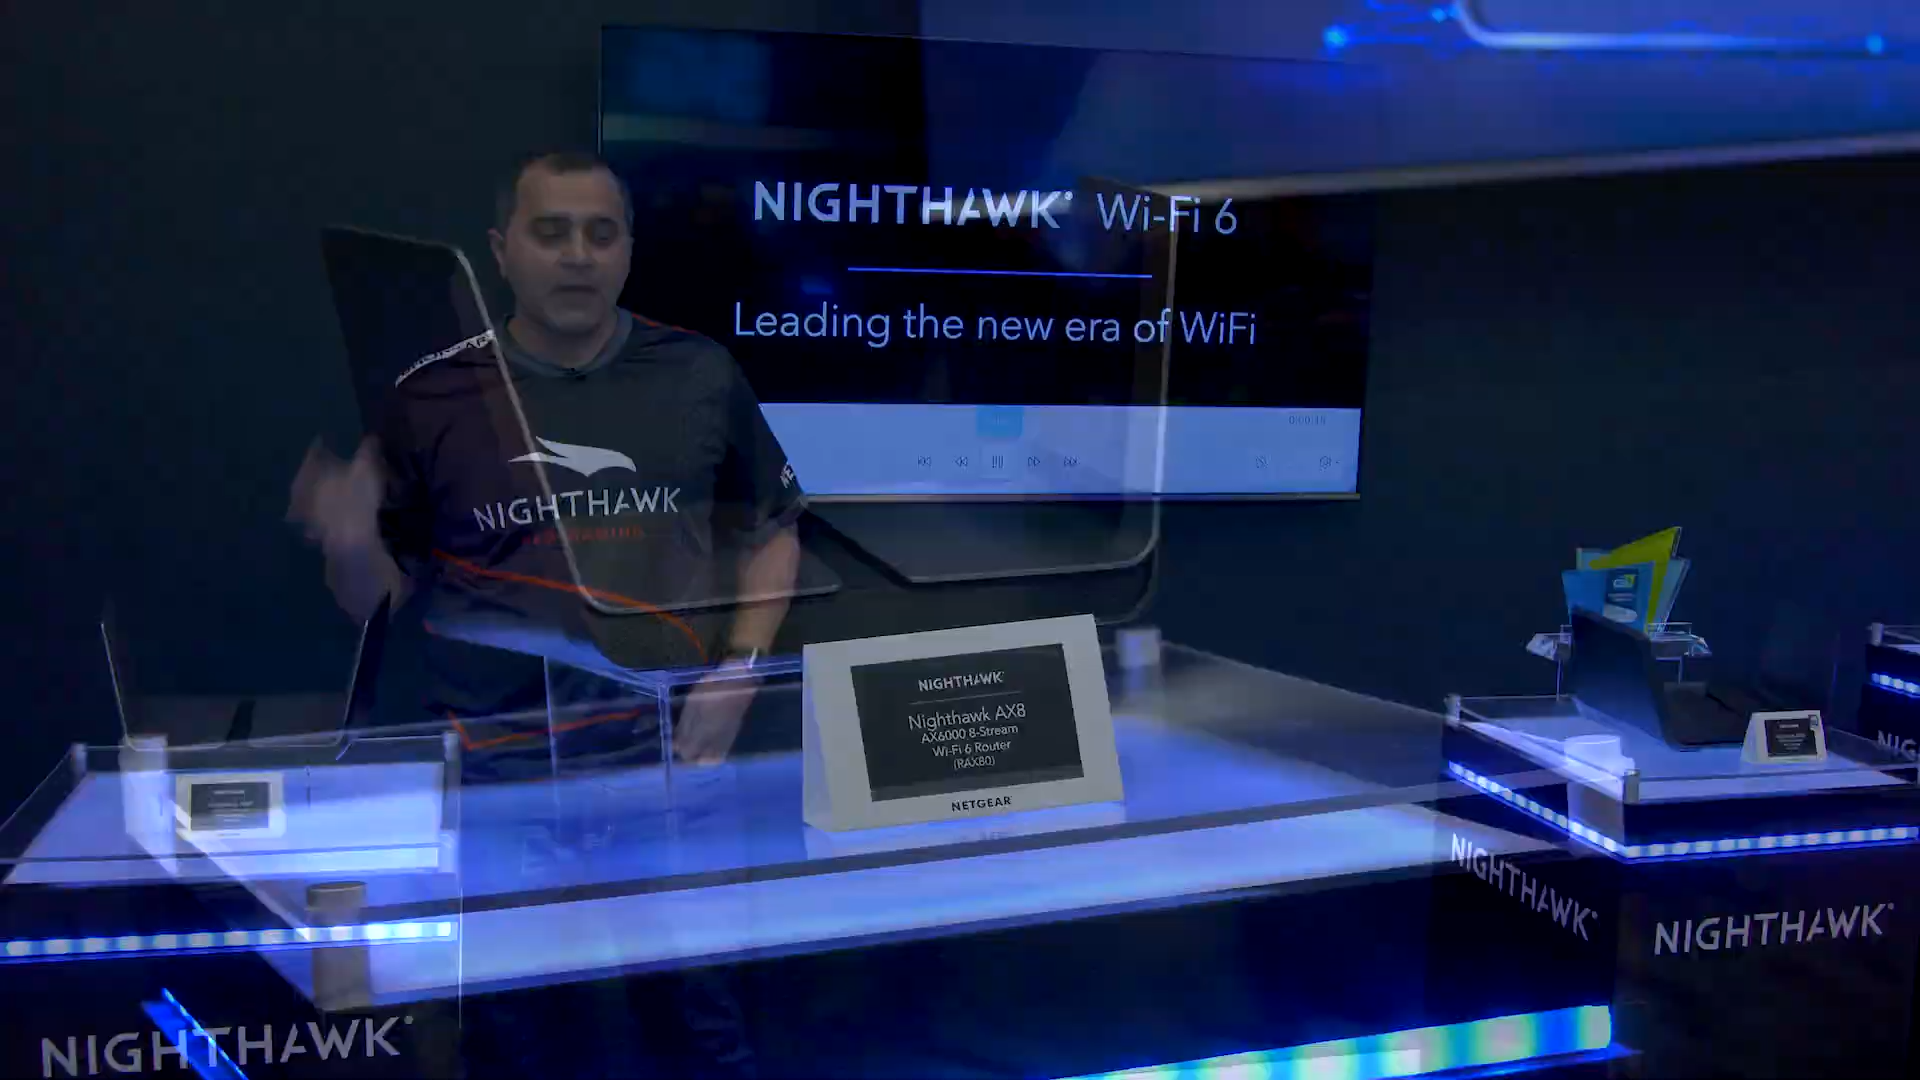 NIGHTHAWK® Wi-Fi 6
Leading the new era of WiFi
NIGHTHAWK
NIGHTHAWK
Nighthawk AX8
AX6000 8-Stream
Wi-Fi 6 Router
(RAX80)
NETGEAR
NIGHTHAWK®
NIGHTHAWK®
NIGHTHAWK®